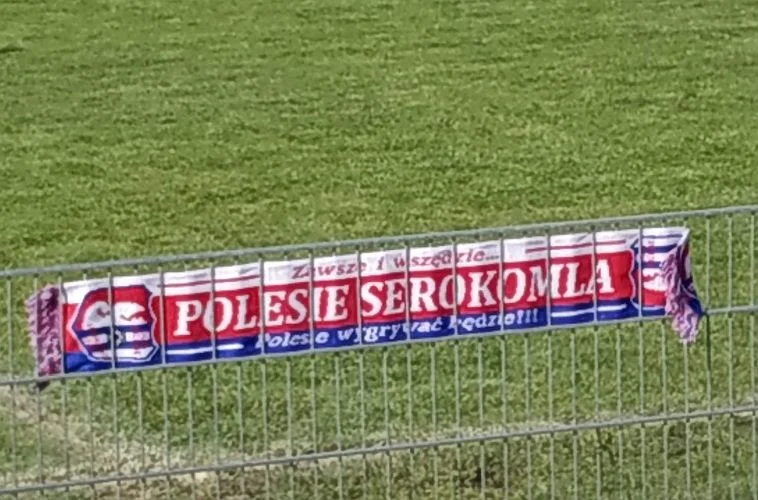 Zawsze i wszędzie...
POLESIE SEROKOMLA
Polesie wygrywać będzie!!!